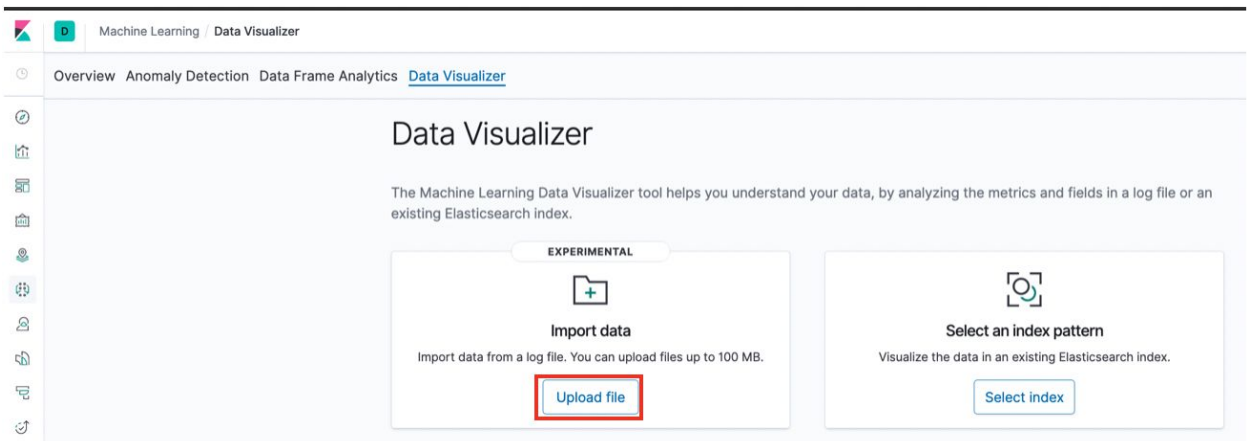 D Machine Learning / Data Visualizer
Overview Anomaly Detection Data Frame Analytics Data Visualizer
Data Visualizer
The Machine Learning Data Visualizer tool helps you understand your data, by analyzing the metrics and fields in a log file or an
existing Elasticsearch index.
EXPERIMENTAL
Import data
Import data from a log file. You can upload files up to 100 MB.
Upload file
Select an index pattern
Visualize the data in an existing Elasticsearch index.
Select index